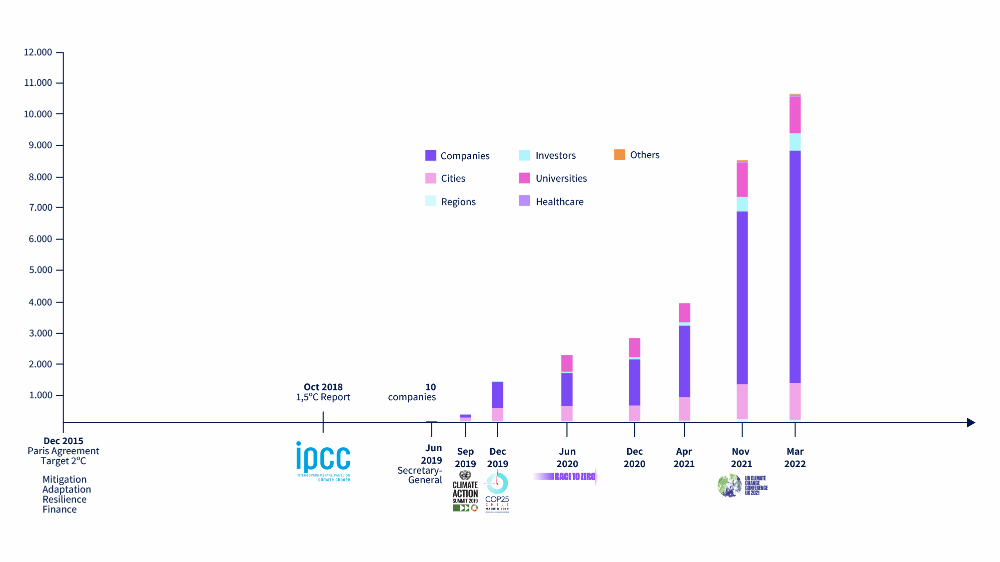 12.000
11.000
10.000
9.000
8.000
7.000
6.000
5.000
4.000
3.000
2.000
1.000
Companies
Cities
Regions
Investors
Universities
Healthcare
Others
Dec 2015
Paris Agreement
Target 2ºC
Mitigation
Adaptation
Resilience
Finance
Oct 2018
1,5ºC Report
ipcc
INTERGOVERNMENTAL PANEL ON
climate change
10
companies
Jun
2019
Secretary-
General
Sep
2019
CLIMATE
ACTION
SUMMIT 2019
Dec
2019
COP25
CHILE
MADRID 2019
Jun
2020
RACE TO ZERO
Dec
2020
Apr
2021
Nov
2021
UN CLIMATE
CHANGE
CONFERENCE
UK 2021
Mar
2022